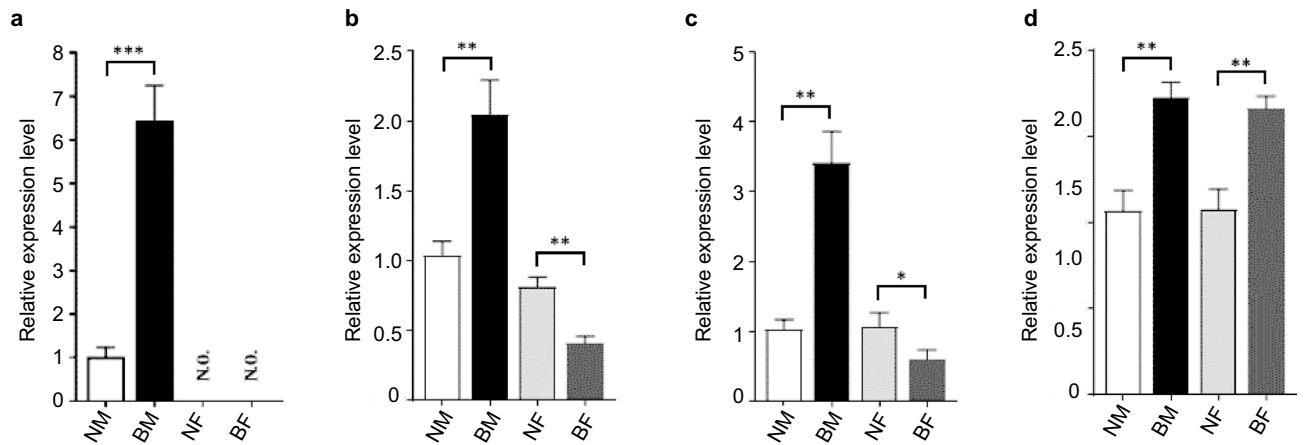 a
Relative expression level
8
7
6
5
4
3
2
1
0
***
N.O.
N.O.
NM
BM
NF
BF
b
Relative expression level
2.5
2.0
1.5
1.0
0.5
0.0
**
**
NM
BM
NF
BF
c
Relative expression level
5
4
3
2
1
0
**
*
NM
BM
NF
BF
d
Relative expression level
2.5
2.0
1.5
1.0
0.5
0
**
**
NM
BM
NF
BF